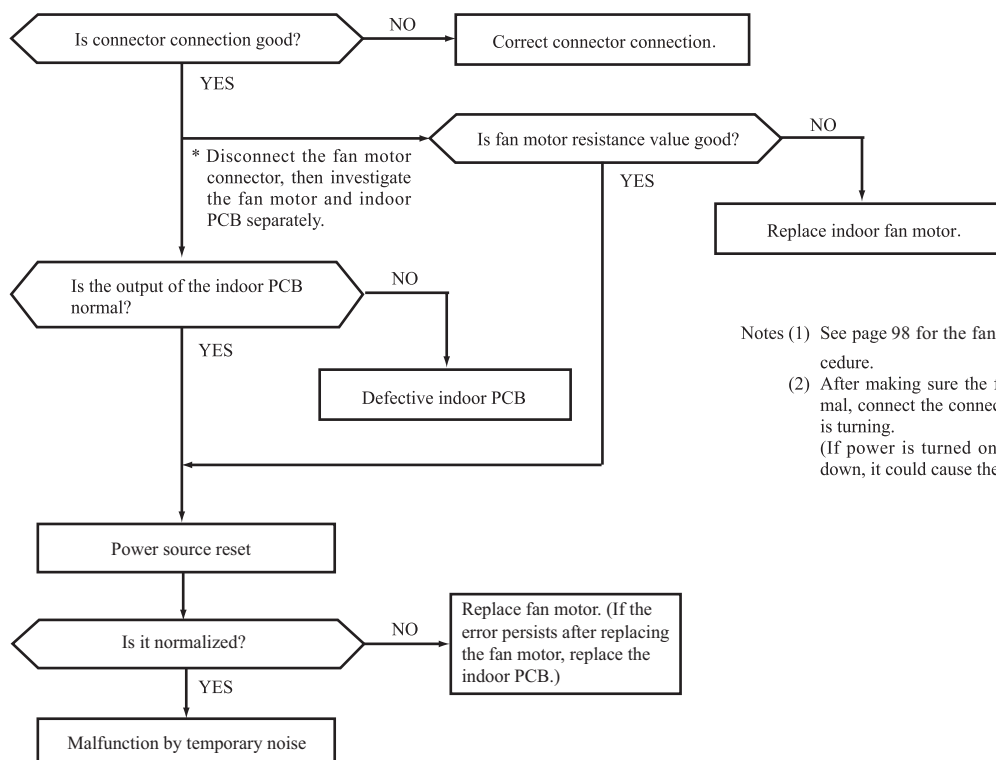 Is connector connection good?
NO
Correct connector connection.
YES
Is fan motor resistance value good?
NO
* Disconnect the fan motor
connector, then investigate
the fan motor and indoor
PCB separately.
YES
Replace indoor fan motor.
Is the output of the indoor PCB
normal?
NO
YES
Defective indoor PCB
Notes (1) See page 98 for the fan
cedure.
(2) After making sure the
mal, connect the connec
is turning.
(If power is turned on
down, it could cause the
Power source reset
Is it normalized?
NO
Replace fan motor. (If the
error persists after replacing
the fan motor, replace the
indoor PCB.)
YES
Malfunction by temporary noise